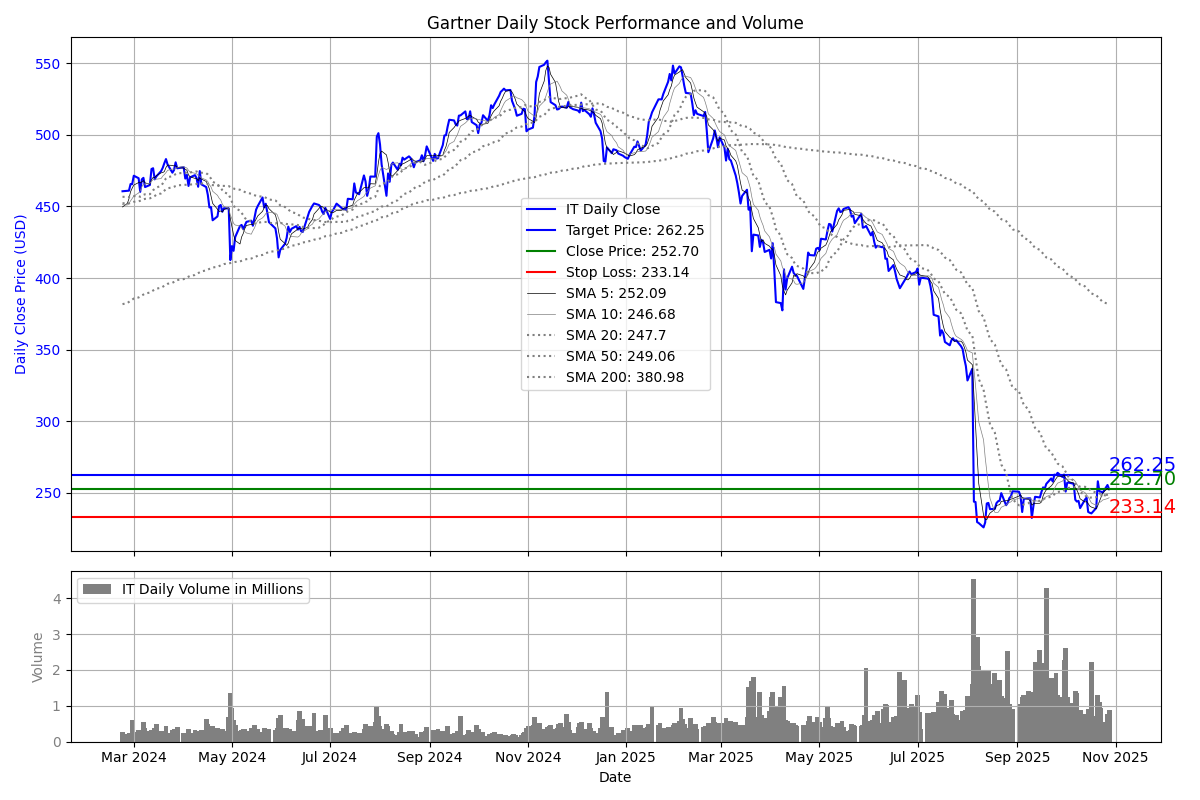 Gartner Daily Stock Performance and Volume
Daily Close Price (USD)
550
500
450
400
350
300
250
IT Daily Close
Target Price: 262.25
Close Price: 252.70
Stop Loss: 233.14
SMA 5: 252.09
SMA 10: 246.68
SMA 20: 247.7
SMA 50: 249.06
SMA 200: 380.98
262.25
252.70
233.14
IT Daily Volume in Millions
Volume
4
3
2
1
0
Mar 2024 May 2024 Jul 2024 Sep 2024 Nov 2024 Jan 2025 Mar 2025 May 2025 Jul 2025 Sep 2025 Nov 2025
Date